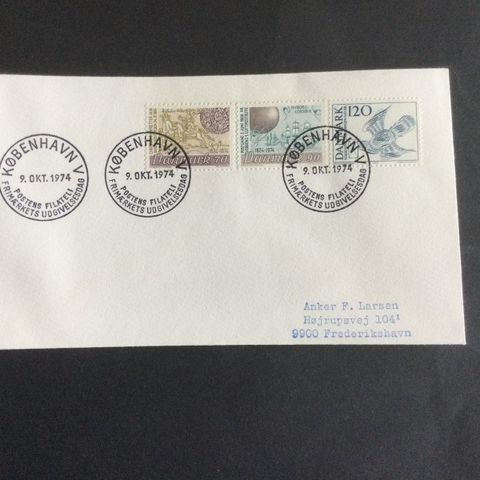 KØBENHAVN V
9. OKT. 1974
POSTENS FILATELI
FRIMÆRKETS UDGIVELSESDAG
KØBENHAVN V
9. OKT. 1974
POSTENS FILATELI
FRIMÆRKETS UDGIVELSESDAG
KØBENHAVN V
9. OKT. 1974
POSTENS FILATELI
FRIMÆRKETS UDGIVELSESDAG
DANMARK 70
1874-1974
DANMARK 90
120
DANMARK
Anker F. Larsen
Højrupsvej 104¹
9900 Frederikshavn